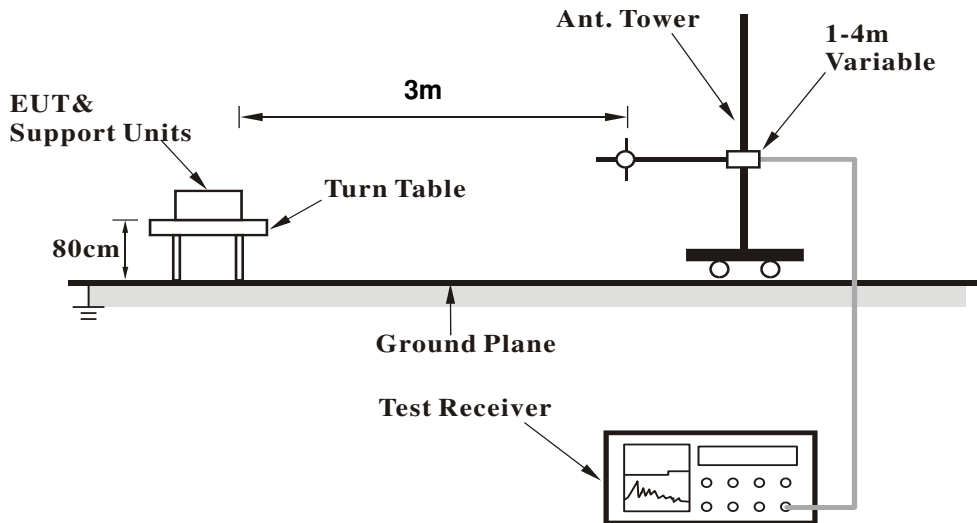 Ant. Tower
1-4m
Variable
3m
EUT&
Support Units
Turn Table
80cm
Ground Plane
Test Receiver